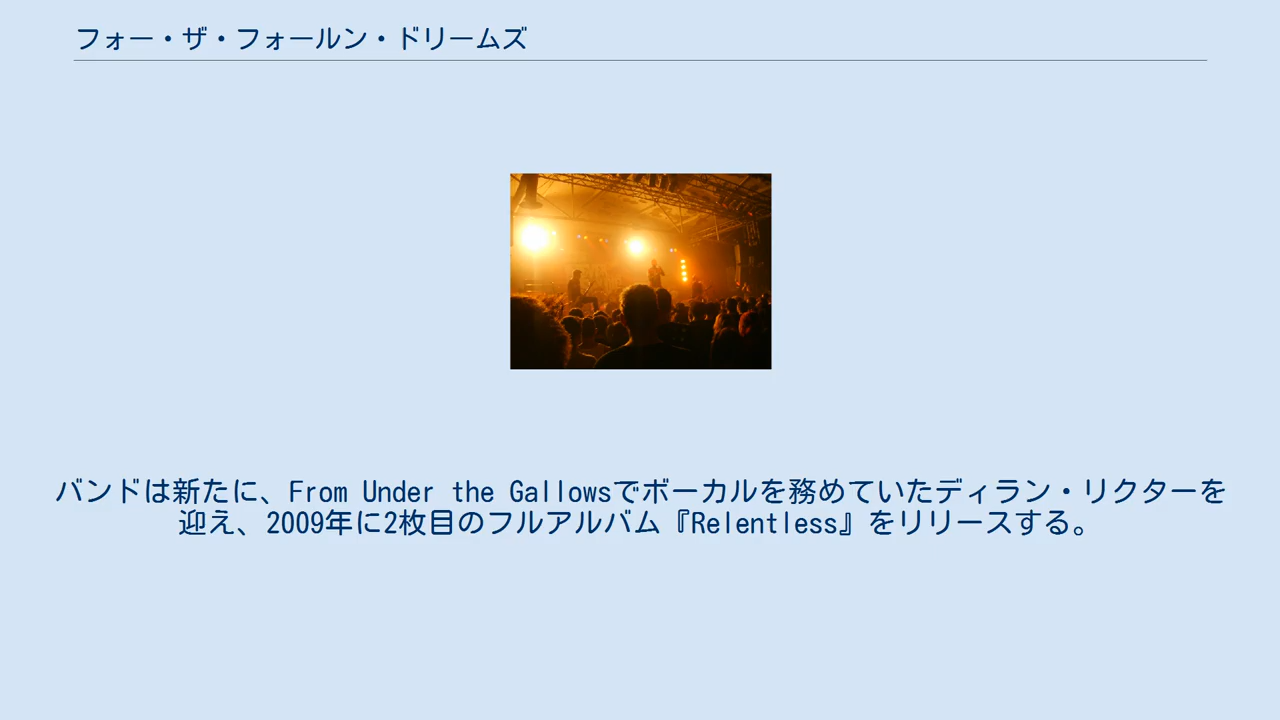 フォー・ザ・フォールン・ドリームズ
バンドは新たに、From Under the Gallowsでボーカルを務めていたディラン・リクターを
迎え、2009年に2枚目のフルアルバム『Relentless』をリリースする。